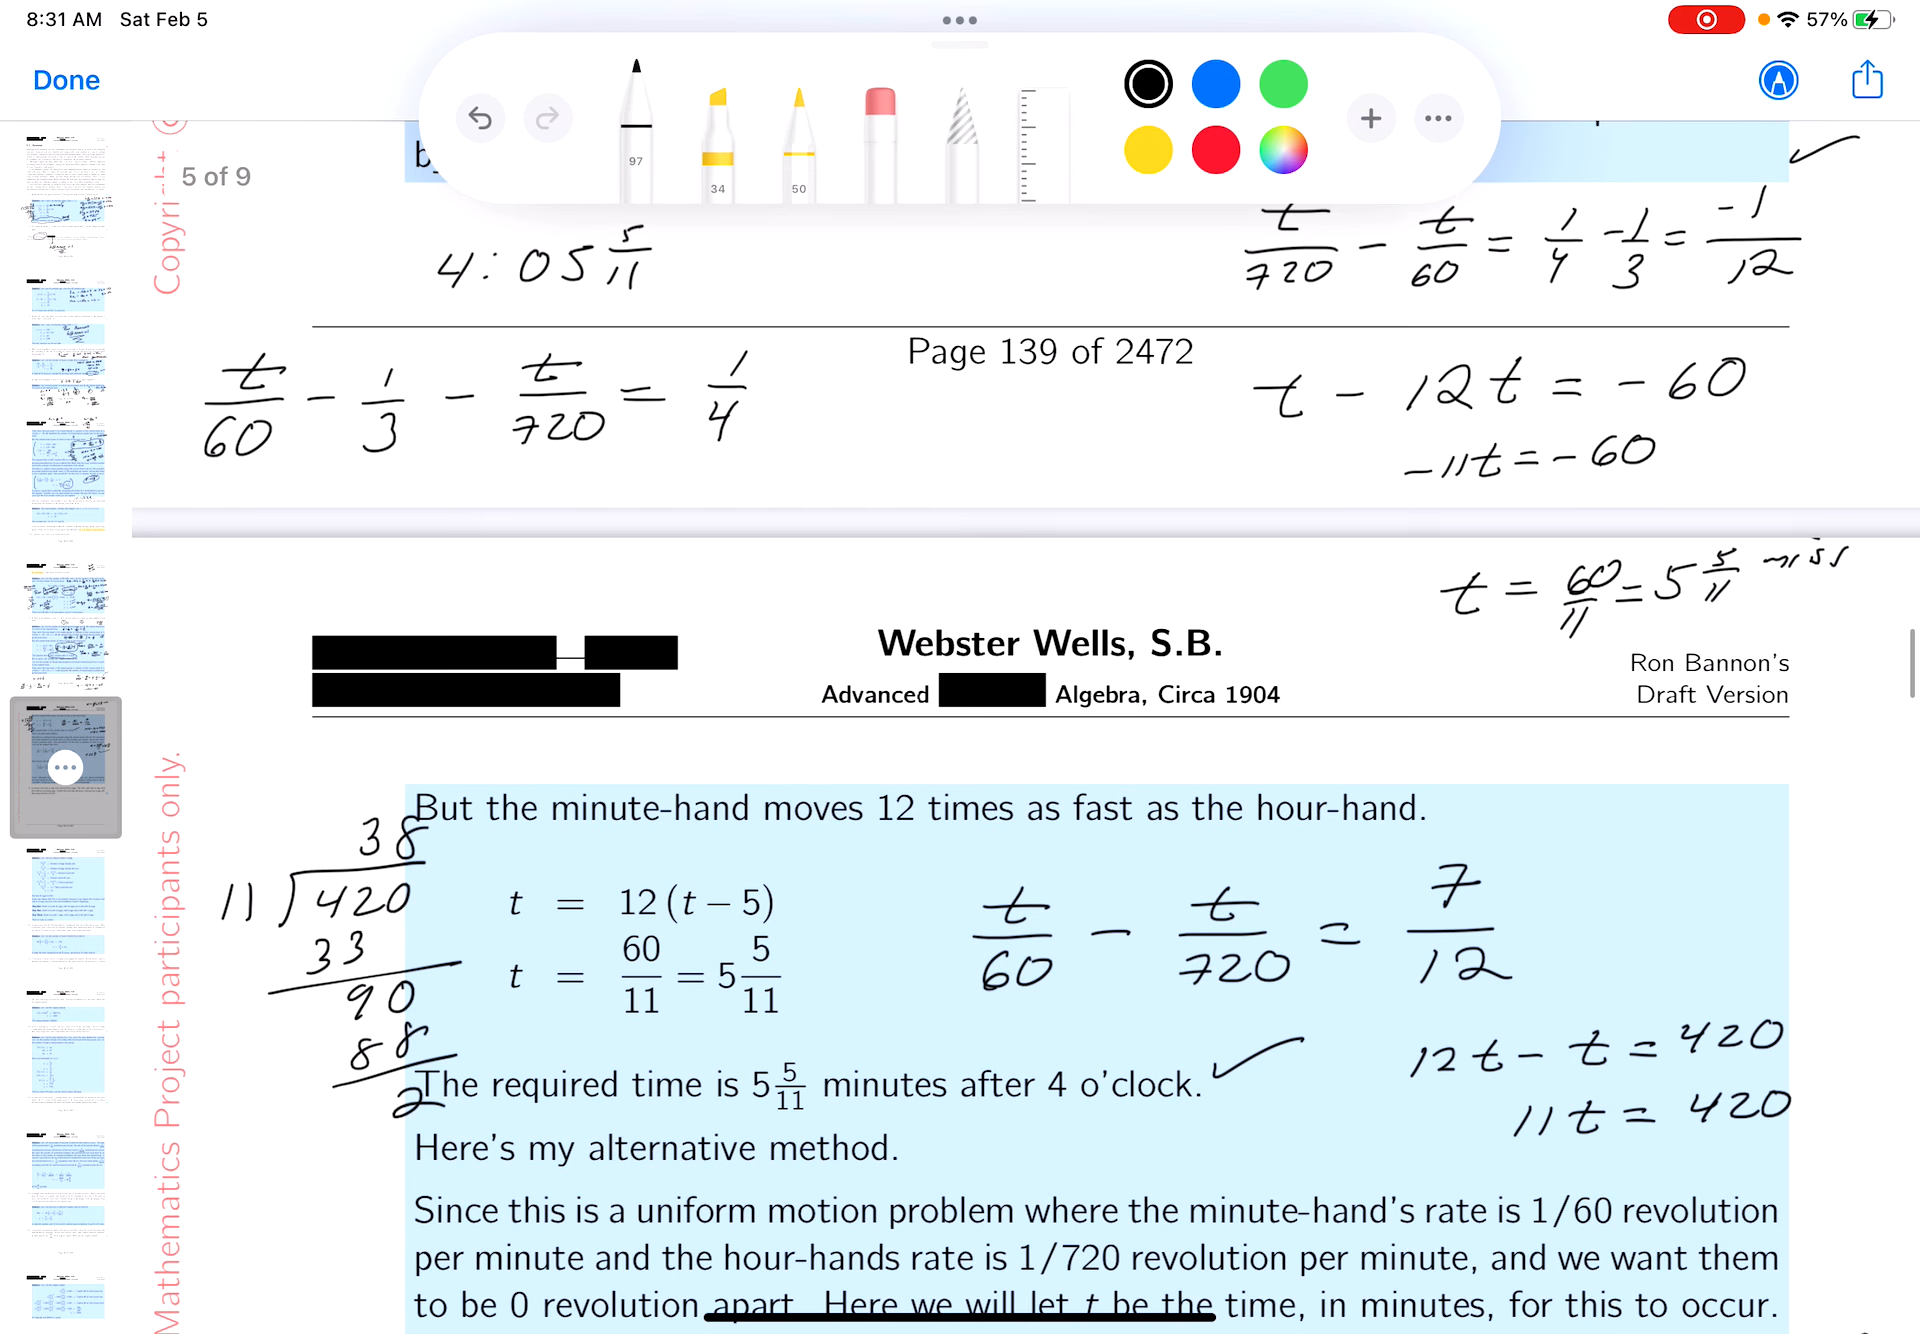 8:31 AM Sat Feb 5
57%
Done
97
34
50
5 of 9
Copyri
4:05 5/11
t/720 - t/60 = 1/4 - 1/3 = -1/12
Page 139 of 2472
t/60 - 1/3 - t/720 = 1/4
t - 12t = -60
-11t = -60
t = 60/11 = 5 5/11
Webster Wells, S.B.
Ron Bannon's
Advanced Algebra, Circa 1904
Draft Version
Mathematics Project participants only.
But the minute-hand moves 12 times as fast as the hour-hand.
38
11 ) 420
33
90
88
2
t = 12 (t − 5)
t = 60/11 = 5 5/11
t/60 - t/720 = 7/12
12t - t = 420
11t = 420
The required time is 5 5/11 minutes after 4 o'clock. ✓
Here's my alternative method.
Since this is a uniform motion problem where the minute-hand's rate is 1/60 revolution
per minute and the hour-hands rate is 1/720 revolution per minute, and we want them
to be 0 revolution apart. Here we will let t be the time, in minutes, for this to occur.